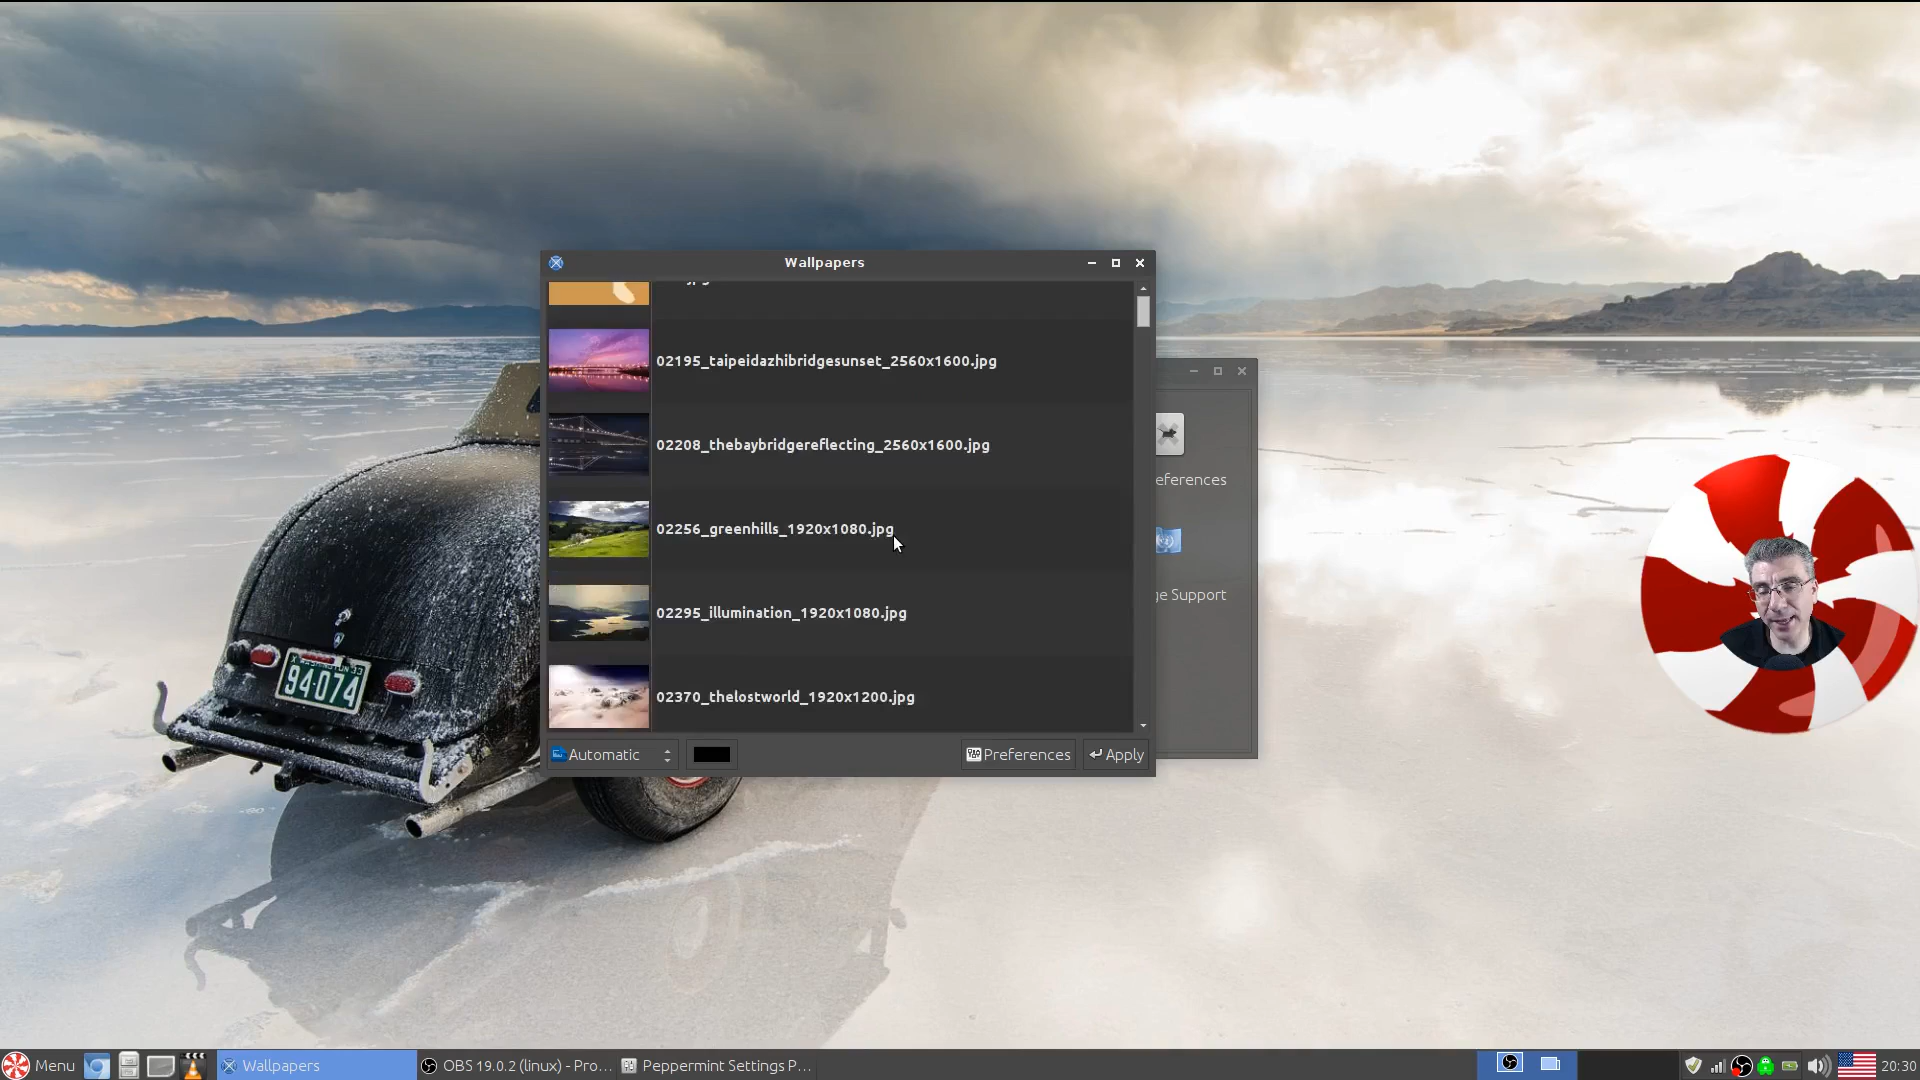 Wallpapers
02195_taipeidazhibridgesunset_2560x1600.jpg
02208_thebaybridgereflecting_2560x1600.jpg
02256_greenhills_1920x1080.jpg
02295_illumination_1920x1080.jpg
02370_thelostworld_1920x1200.jpg
Automatic
Preferences
Apply
eferences
ge Support
94074
Menu
Wallpapers
OBS 19.0.2 (linux) - Pro...
Peppermint Settings P...
20:30